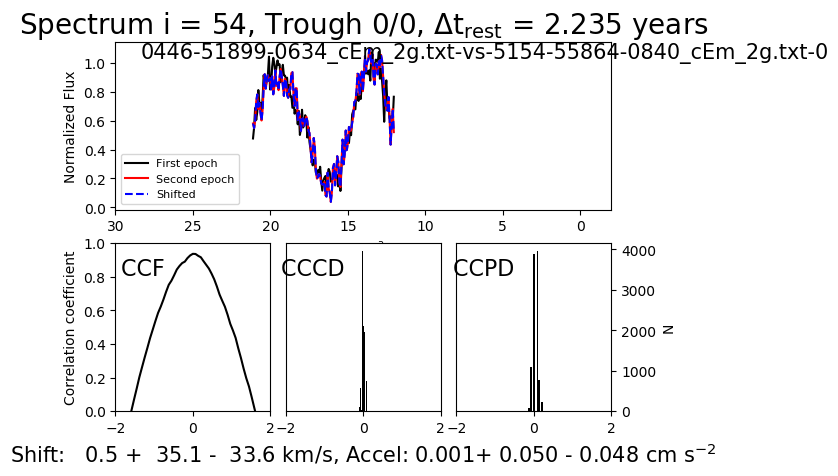 Spectrum i = 54, Trough 0/0, Δt_rest = 2.235 years
0446-51899-0634_cEm_2g.txt-vs-5154-55864-0840_cEm_2g.txt-0
Normalized Flux
1.0
0.8
0.6
0.4
0.2
0.0
First epoch
Second epoch
Shifted
30 25 20 15 10 5 0
Correlation coefficient
1.0
0.8
0.6
0.4
0.2
0.0
CCF
CCCD
CCPD
4000
3000
2000
1000
0
N
−2 0 2
−2 0 2
−2 0 2
Shift: 0.5 + 35.1 - 33.6 km/s, Accel: 0.001+ 0.050 - 0.048 cm s⁻²